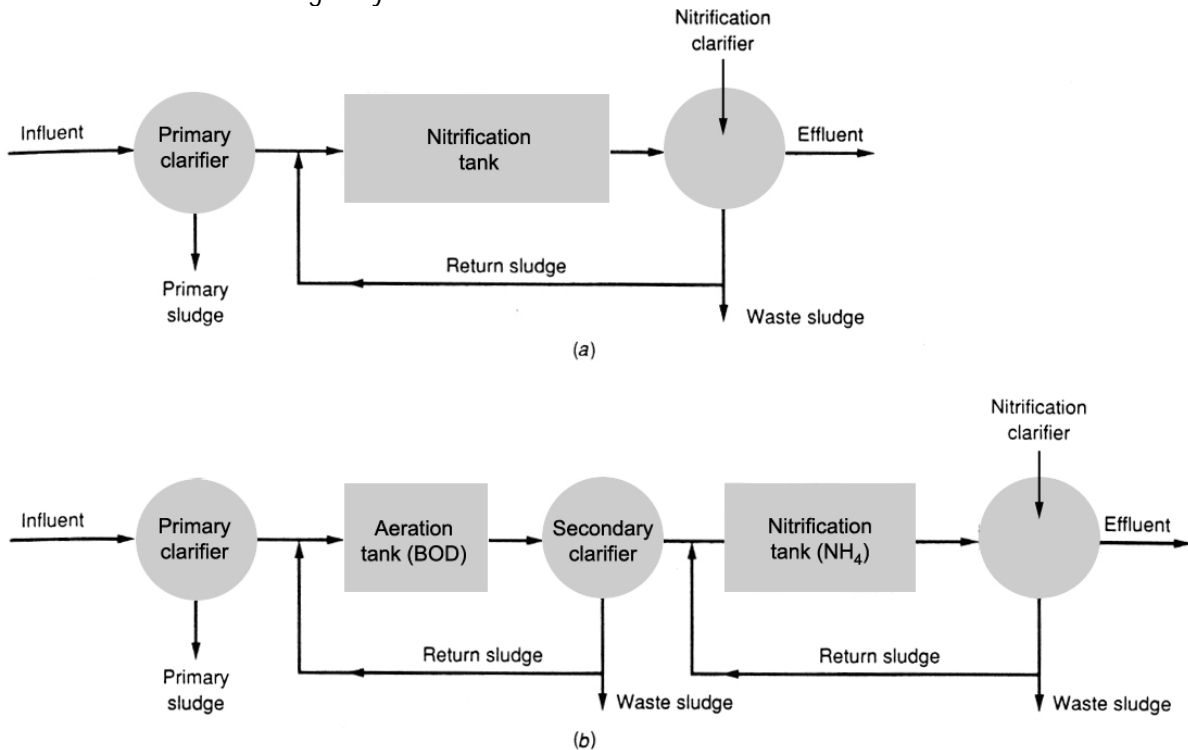 Nitrification
clarifier
Influent
Primary
clarifier
Nitrification
tank
Effluent
Return sludge
Primary
sludge
Waste sludge
(a)
Nitrification
clarifier
Influent
Primary
clarifier
Aeration
tank (BOD)
Secondary
clarifier
Nitrification
tank (NH₄)
Effluent
Return sludge
Return sludge
Primary
sludge
Waste sludge
Waste sludge
(b)